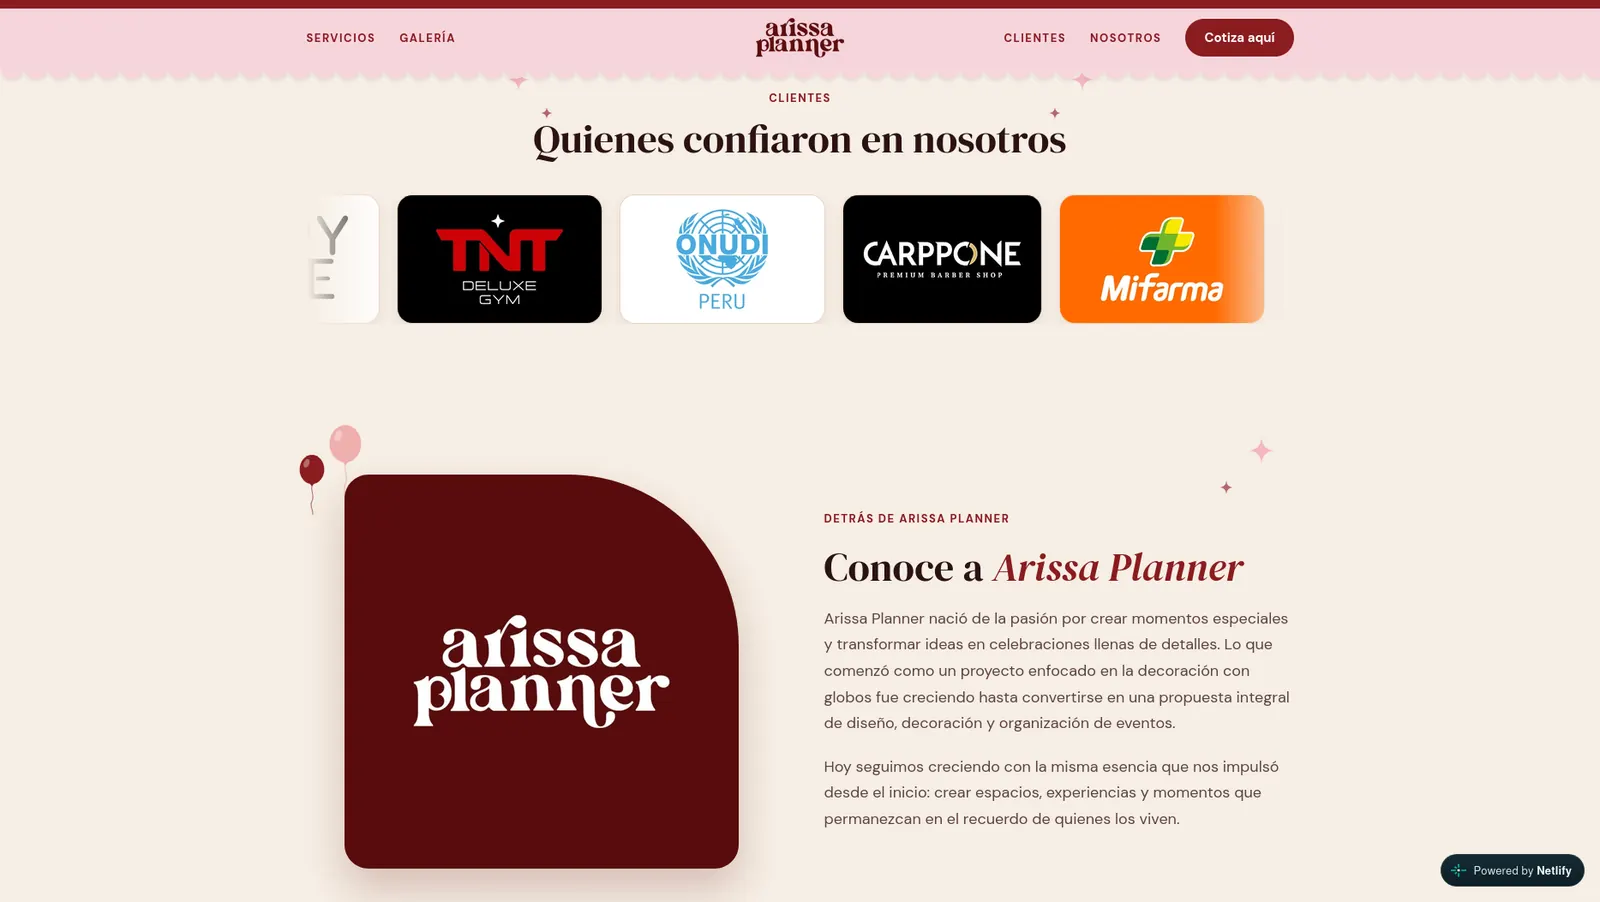 SERVICIOS
GALERÍA
arissa
planner
CLIENTES
NOSOTROS
Cotiza aquí
CLIENTES
Quienes confiaron en nosotros
Y
E
TNT
DELUXE
GYM
ONUDI
PERU
CARPPONE
PREMIUM BARBER SHOP
Mifarma
arissa
planner
DETRÁS DE ARISSA PLANNER
Conoce a Arissa Planner
Arissa Planner nació de la pasión por crear momentos especiales
y transformar ideas en celebraciones llenas de detalles. Lo que
comenzó como un proyecto enfocado en la decoración con
globos fue creciendo hasta convertirse en una propuesta integral
de diseño, decoración y organización de eventos.
Hoy seguimos creciendo con la misma esencia que nos impulsó
desde el inicio: crear espacios, experiencias y momentos que
permanezcan en el recuerdo de quienes los viven.
Powered by Netlify